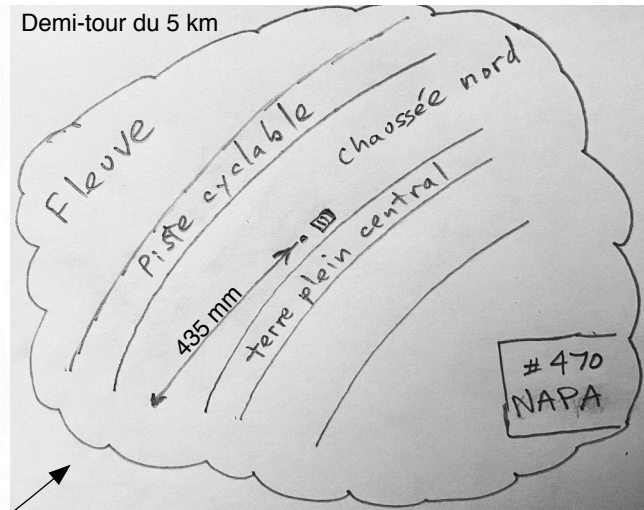 Demi-tour du 5 km
Fleuve
Piste cyclable
chaussée nord
435 mm
terre plein central
# 470
NAPA